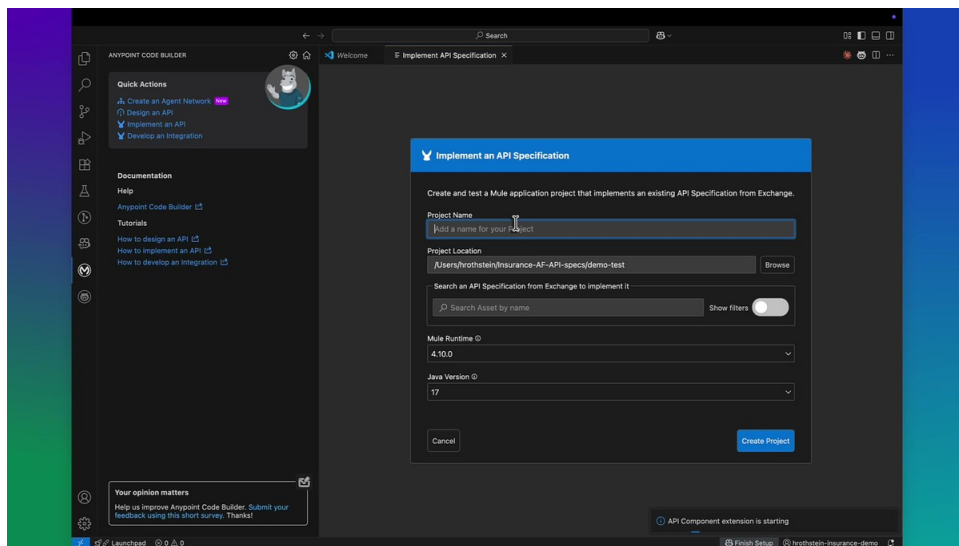 Search
ANYPOINT CODE BUILDER
Welcome
Implement API Specification
Quick Actions
Create an Agent Network New
Design an API
Implement an API
Develop an Integration
Documentation
Help
Anypoint Code Builder
Tutorials
How to design an API
How to implement an API
How to develop an Integration
Implement an API Specification
Create and test a Mule application project that implements an existing API Specification from Exchange.
Project Name
Add a name for your Project
Project Location
/Users/hrothstein/Insurance-AF-API-specs/demo-test
Browse
Search an API Specification from Exchange to implement it
Search Asset by name
Show filters
Mule Runtime
4.10.0
Java Version
17
Cancel
Create Project
Your opinion matters
Help us improve Anypoint Code Builder. Submit your
feedback using this short survey. Thanks!
API Component extension is starting
Launchpad 0 0
Finish Setup hrothstein-insurance-demo